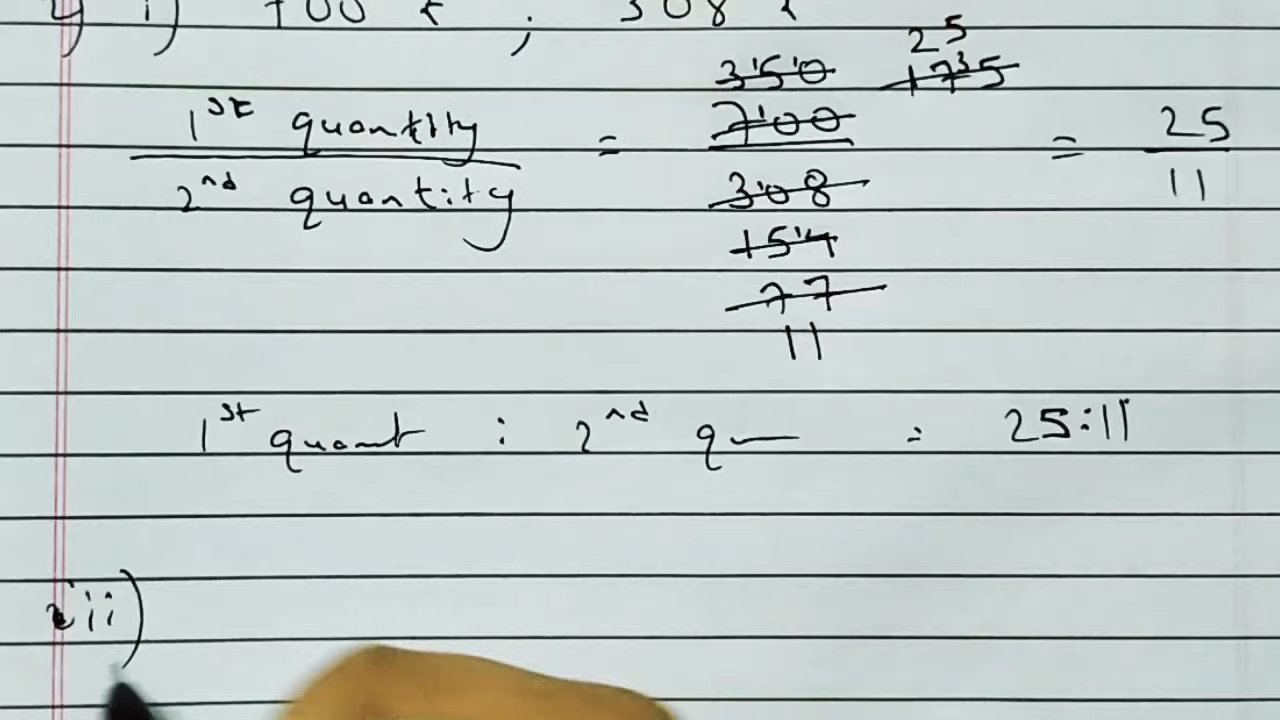 i) 700 ₹ ; 308 ₹
25
350 175
1st quantity / 2nd quantity = 700 / 308 = 25 / 11
154
77
11
1st quant : 2nd q = 25:11
ii)